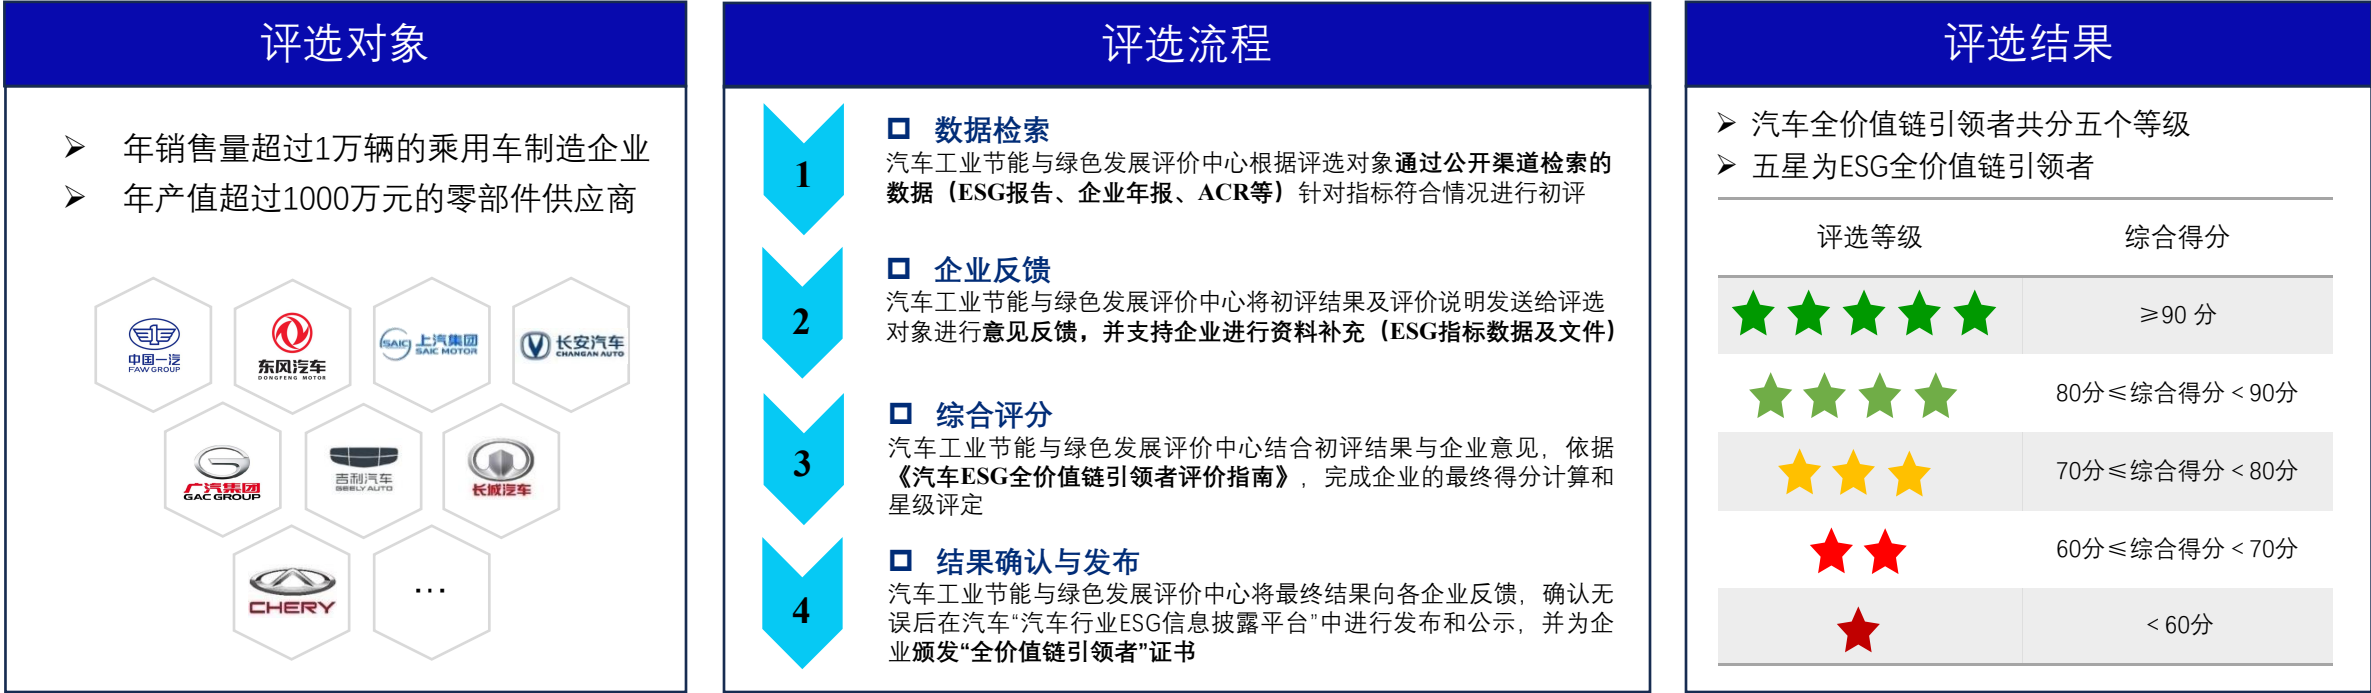 评选对象
年销售量超过1万辆的乘用车制造企业
年产值超过1000万元的零部件供应商
中国一汽
FAW GROUP
东风汽车
DONGFENG MOTOR
SAIC
上汽集团
SAIC MOTOR
长安汽车
CHANGAN AUTO
广汽集团
GAC GROUP
吉利汽车
GEELY AUTO
长城汽车
CHERY
...
评选流程
1
数据检索
汽车工业节能与绿色发展评价中心根据评选对象通过公开渠道检索的
数据（ESG报告、企业年报、ACR等）针对指标符合情况进行初评
2
企业反馈
汽车工业节能与绿色发展评价中心将初评结果及评价说明发送给评选
对象进行意见反馈，并支持企业进行资料补充（ESG指标数据及文件）
3
综合评分
汽车工业节能与绿色发展评价中心结合初评结果与企业意见，依据
《汽车ESG全价值链引领者评价指南》，完成企业的最终得分计算和
星级评定
4
结果确认与发布
汽车工业节能与绿色发展评价中心将最终结果向各企业反馈，确认无
误后在汽车“汽车行业ESG信息披露平台”中进行发布和公示，并为企
业颁发“全价值链引领者”证书
评选结果
汽车全价值链引领者共分五个等级
五星为ESG全价值链引领者
评选等级 综合得分
≥90 分
80分≤综合得分＜90分
70分≤综合得分＜80分
60分≤综合得分＜70分
＜60分